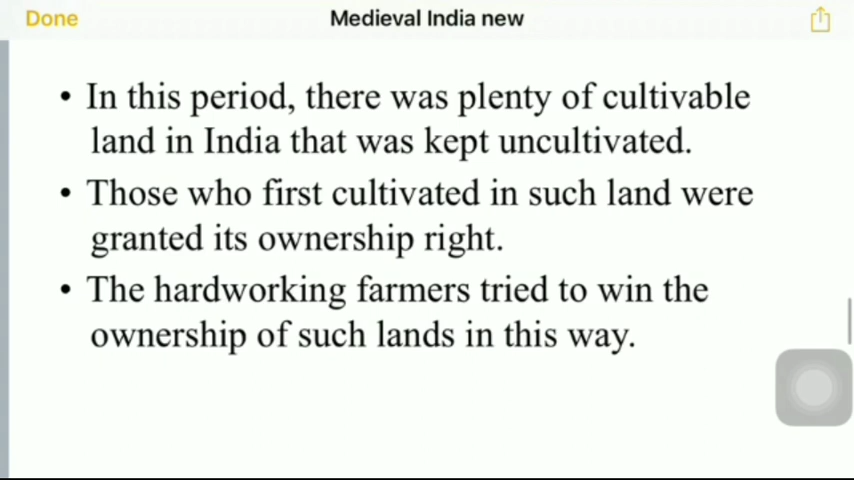 Done
Medieval India new
• In this period, there was plenty of cultivable
land in India that was kept uncultivated.
• Those who first cultivated in such land were
granted its ownership right.
• The hardworking farmers tried to win the
ownership of such lands in this way.